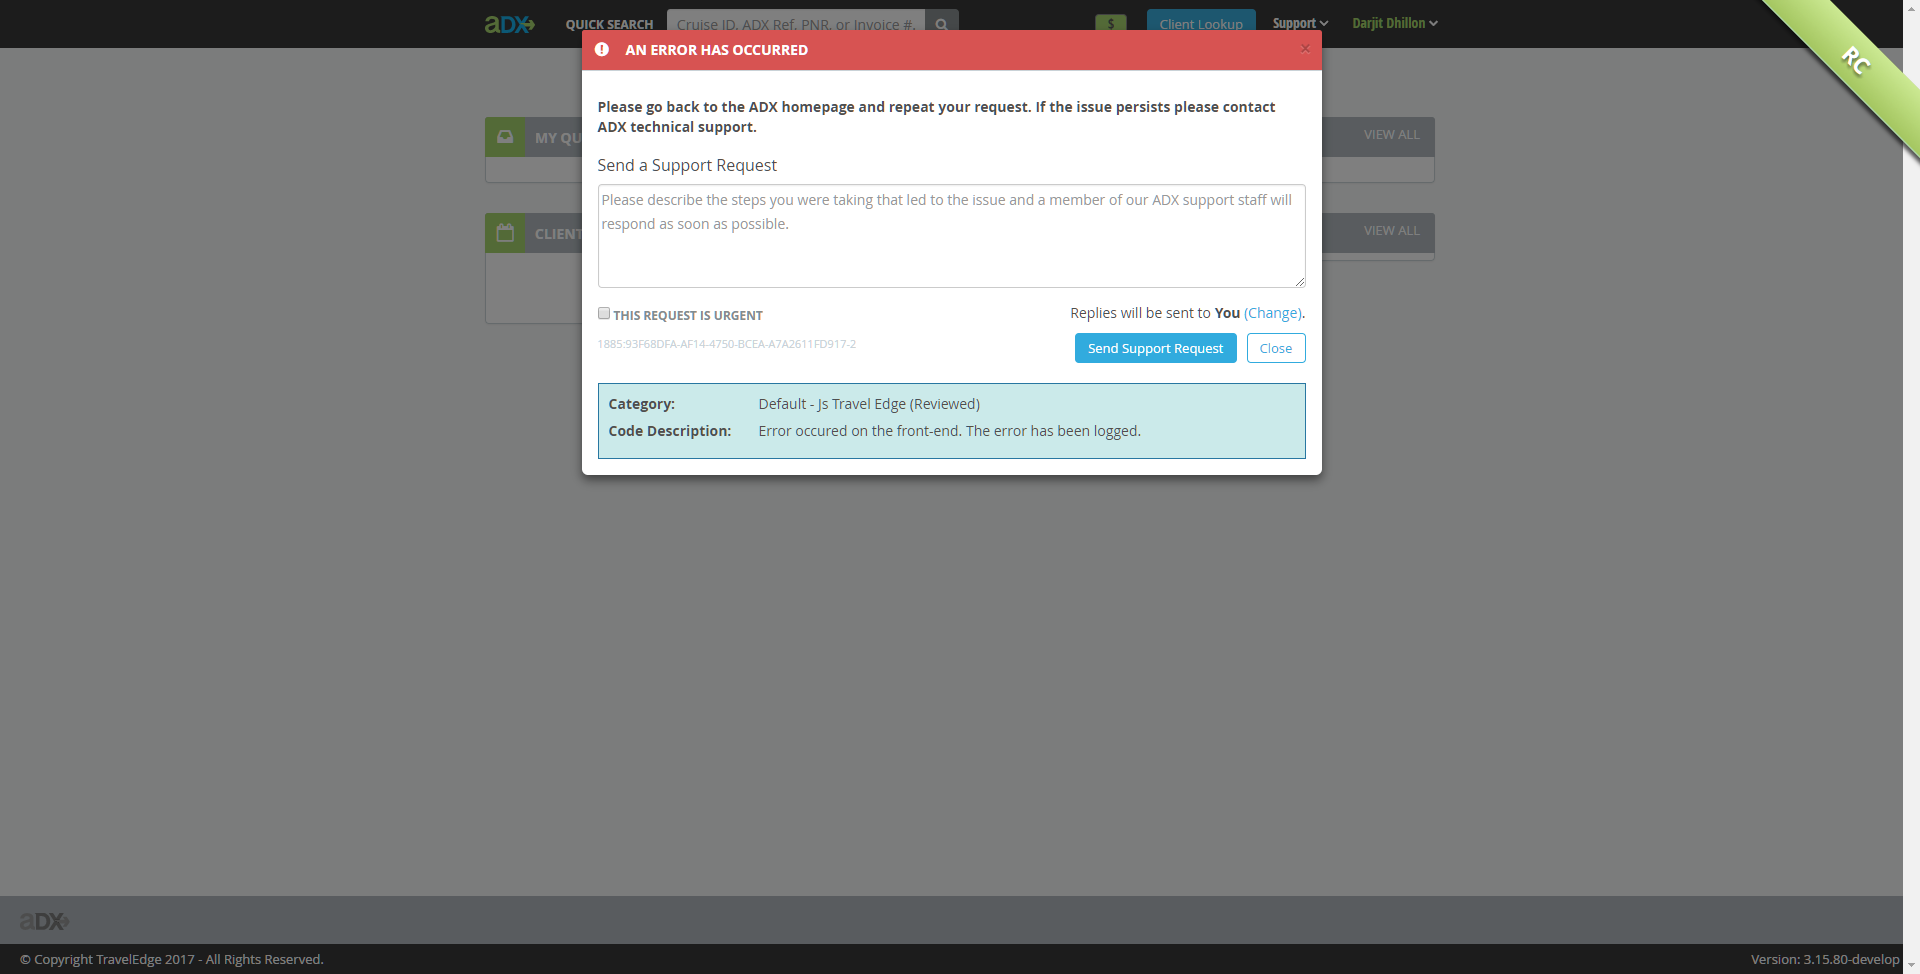 aDX
QUICK SEARCH
Cruise ID, ADX Ref, PNR, or Invoice #.
$
Client Lookup
Support
Darjit Dhillon
RC
AN ERROR HAS OCCURRED
×
Please go back to the ADX homepage and repeat your request. If the issue persists please contact
ADX technical support.
MY QU
VIEW ALL
Send a Support Request
Please describe the steps you were taking that led to the issue and a member of our ADX support staff will
respond as soon as possible.
CLIENT
VIEW ALL
THIS REQUEST IS URGENT
Replies will be sent to You (Change).
1885:93F68DFA-AF14-4750-BCEA-A7A2611FD917-2
Send Support Request
Close
Category: Default - Js Travel Edge (Reviewed)
Code Description: Error occured on the front-end. The error has been logged.
aDX
© Copyright TravelEdge 2017 - All Rights Reserved.
Version: 3.15.80-develop